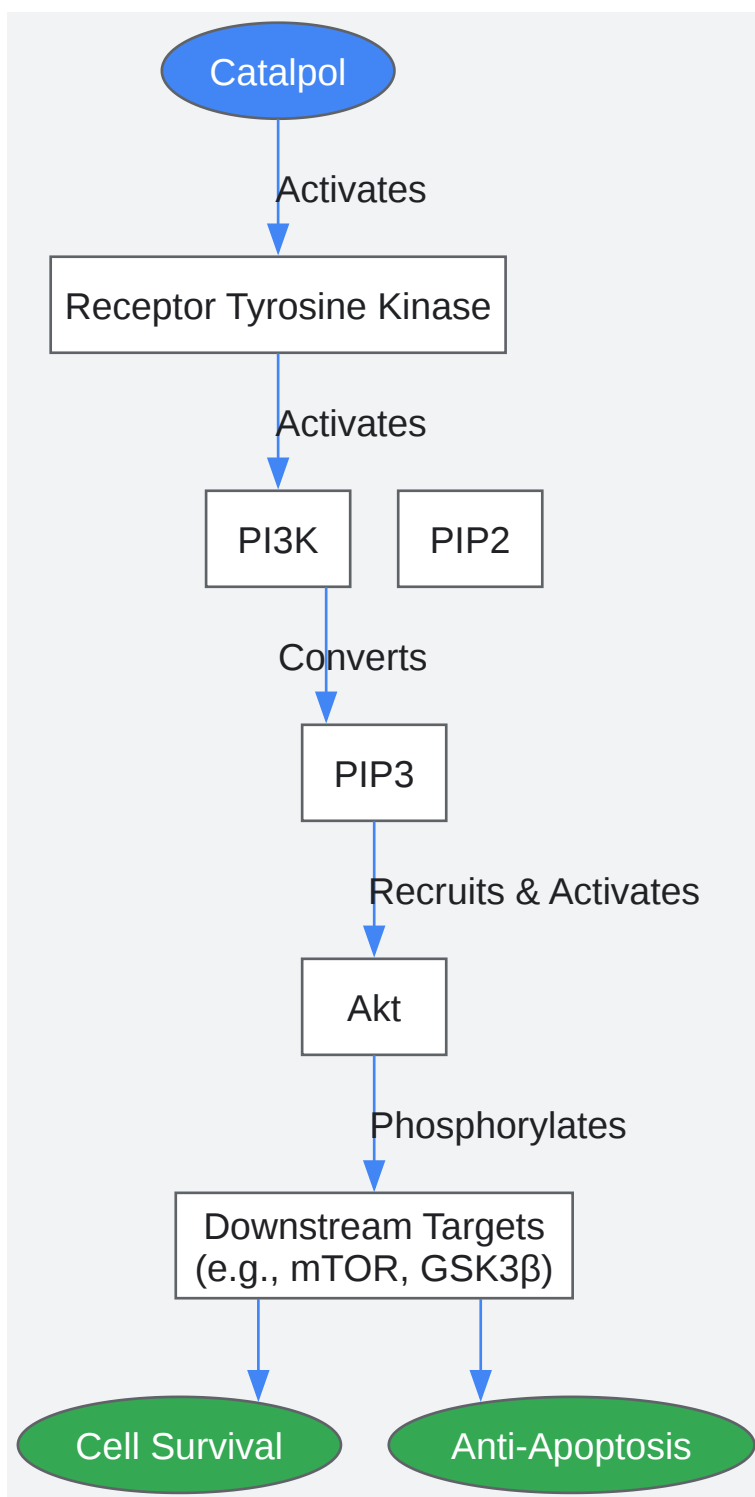 Catalpol
Activates
Receptor Tyrosine Kinase
Activates
PI3K
PIP2
Converts
PIP3
Recruits & Activates
Akt
Phosphorylates
Downstream Targets
(e.g., mTOR, GSK3β)
Cell Survival
Anti-Apoptosis